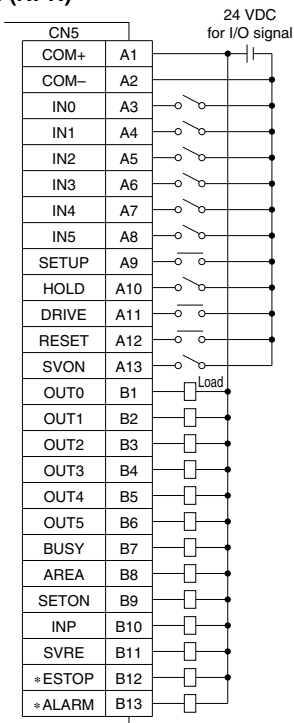 24 VDC
for I/O signal
CN5
COM+ A1
COM– A2
IN0 A3
IN1 A4
IN2 A5
IN3 A6
IN4 A7
IN5 A8
SETUP A9
HOLD A10
DRIVE A11
RESET A12
SVON A13
OUT0 B1 Load
OUT1 B2
OUT2 B3
OUT3 B4
OUT4 B5
OUT5 B6
BUSY B7
AREA B8
SETON B9
INP B10
SVRE B11
∗ESTOP B12
∗ALARM B13